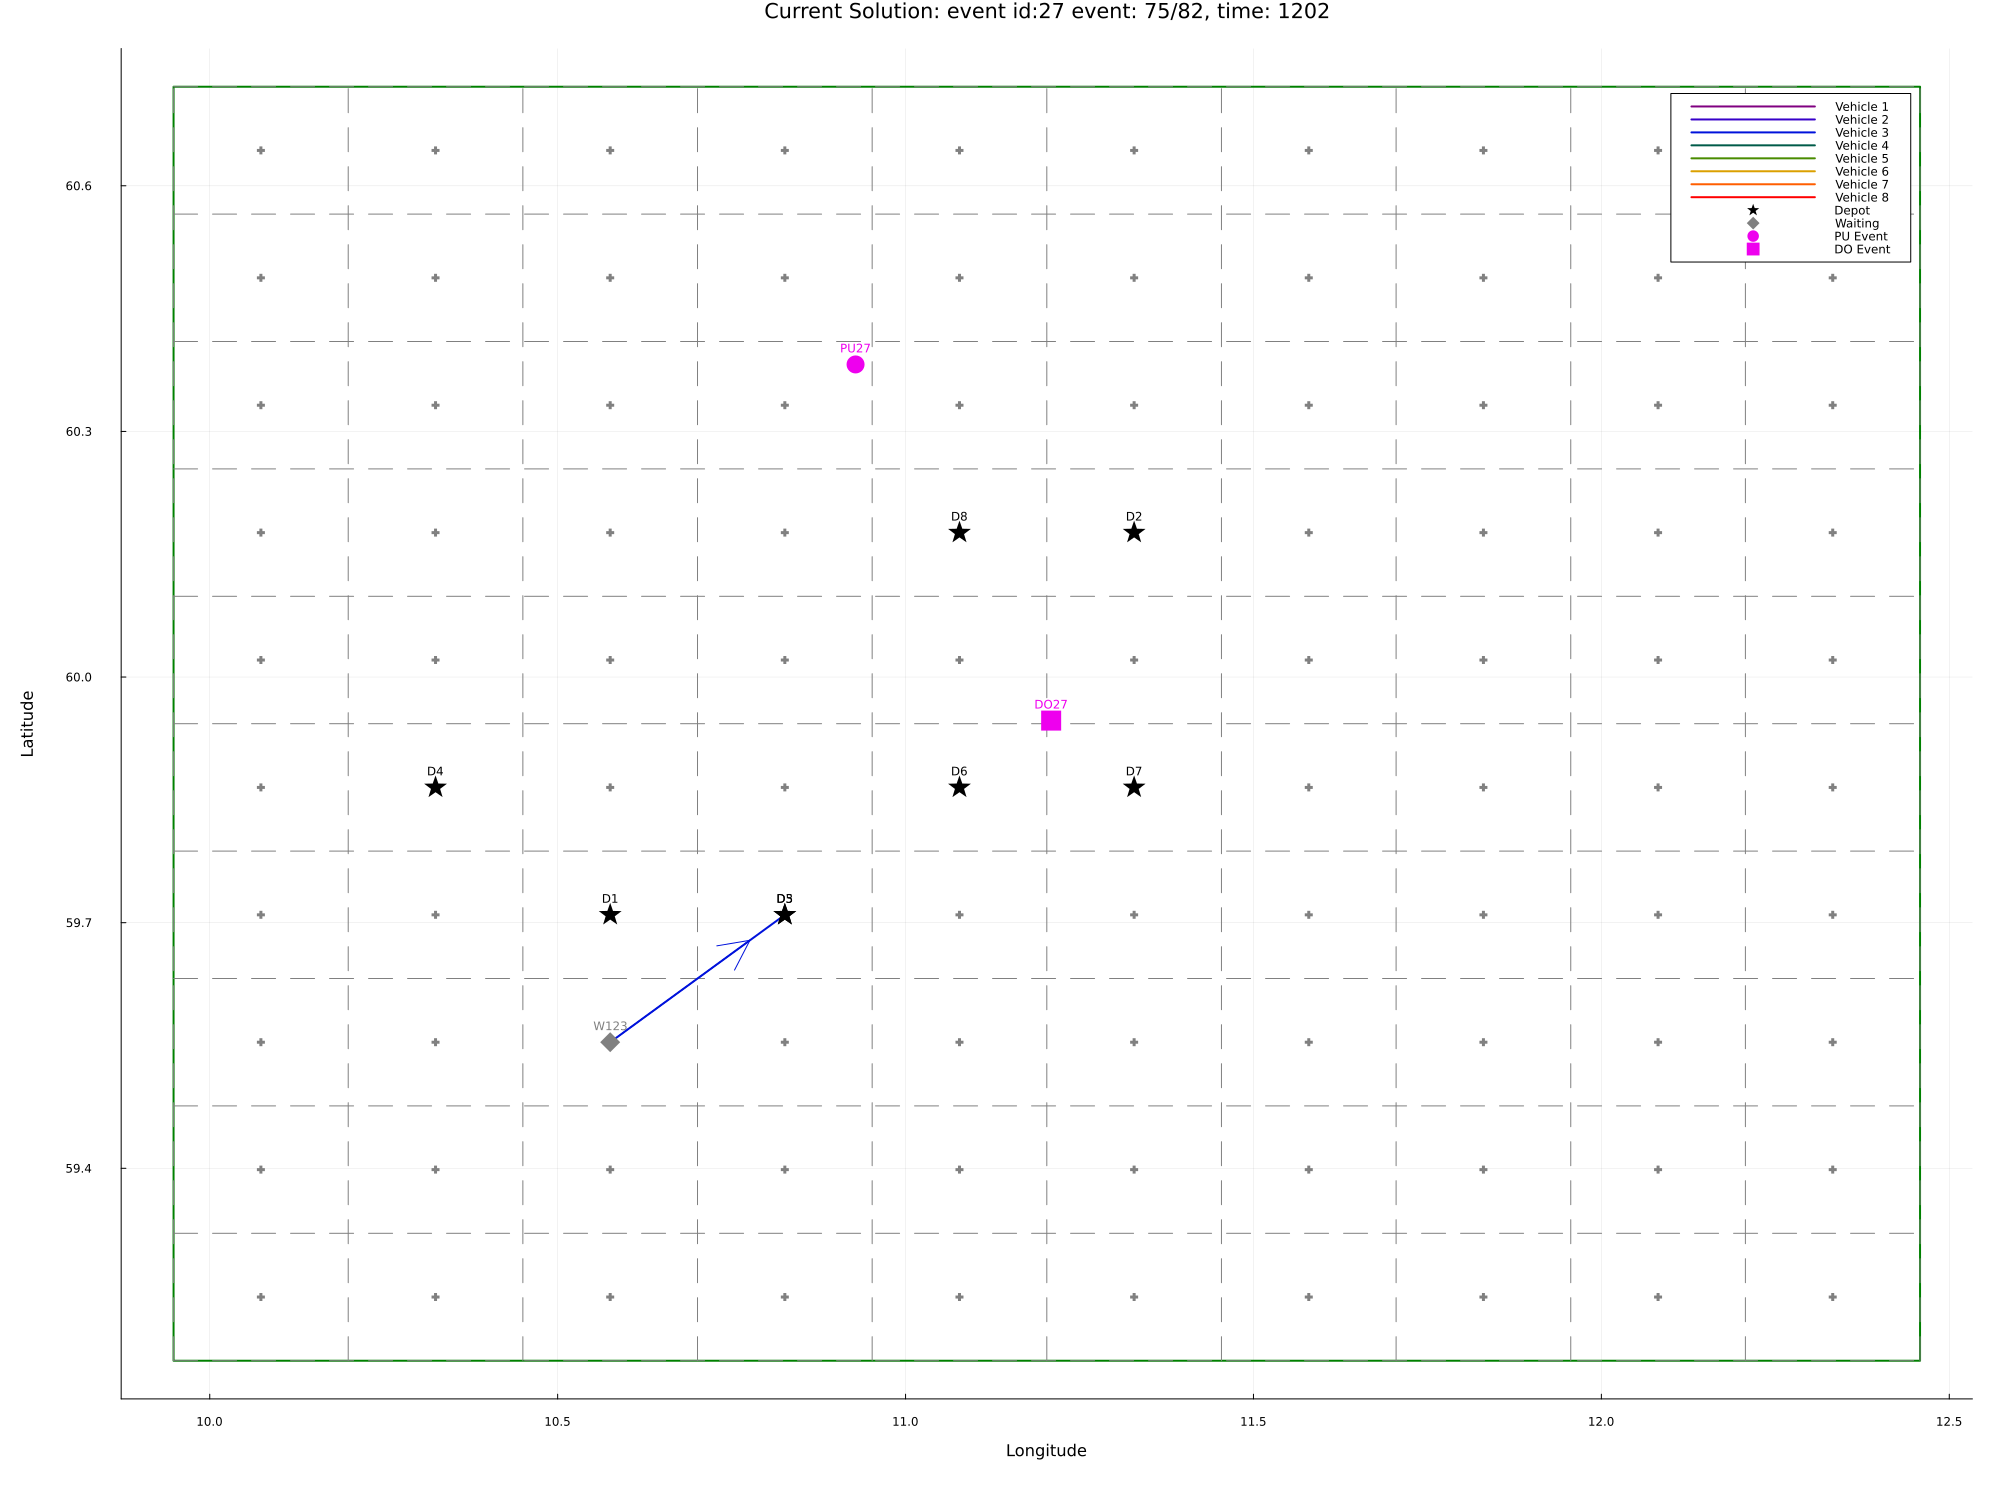 Current Solution: event id:27 event: 75/82, time: 1202
Vehicle 1
Vehicle 2
Vehicle 3
Vehicle 4
Vehicle 5
Vehicle 6
Vehicle 7
Vehicle 8
Depot
Waiting
PU Event
DO Event
60.6
60.3
60.0
59.7
59.4
Latitude
PU27
D8
D2
DO27
D4
D6
D7
D1
W123
10.0
10.5
11.0
11.5
12.0
12.5
Longitude